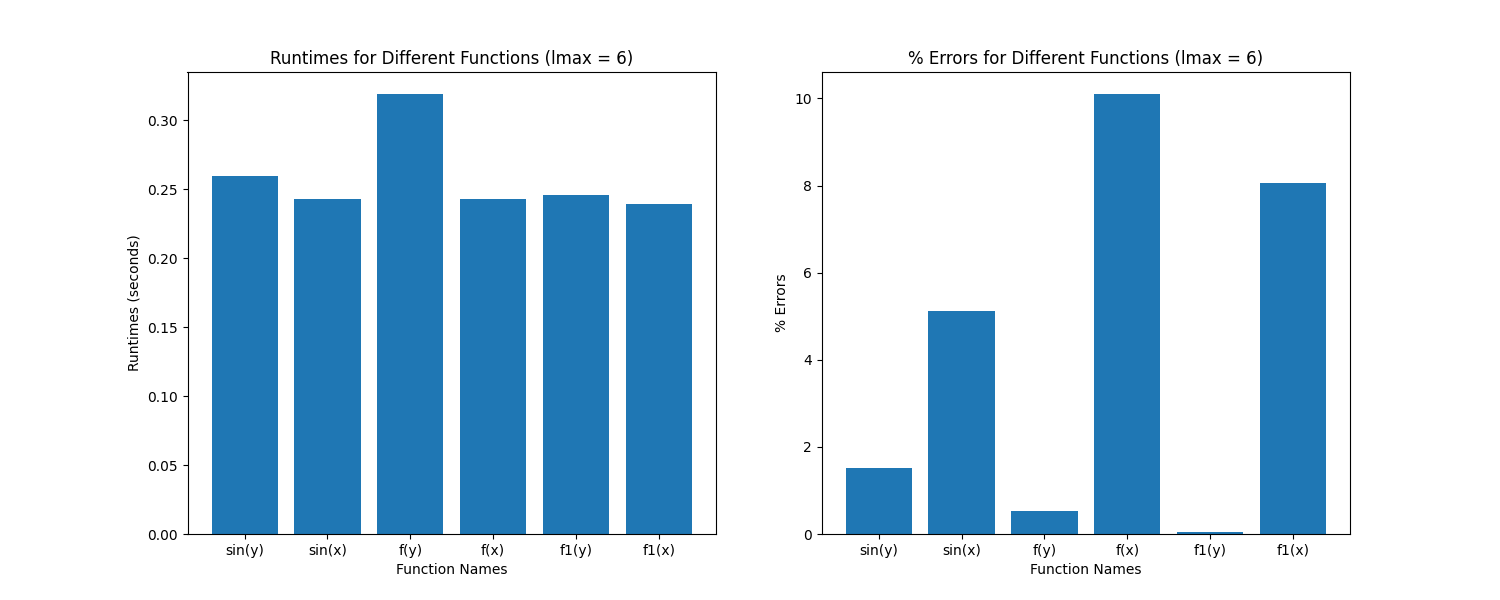 Runtimes for Different Functions (lmax = 6)
0.30
0.25
0.20
0.15
0.10
0.05
0.00
Runtimes (seconds)
sin(y) sin(x) f(y) f(x) f1(y) f1(x)
Function Names
% Errors for Different Functions (lmax = 6)
10
8
6
4
2
0
% Errors
sin(y) sin(x) f(y) f(x) f1(y) f1(x)
Function Names